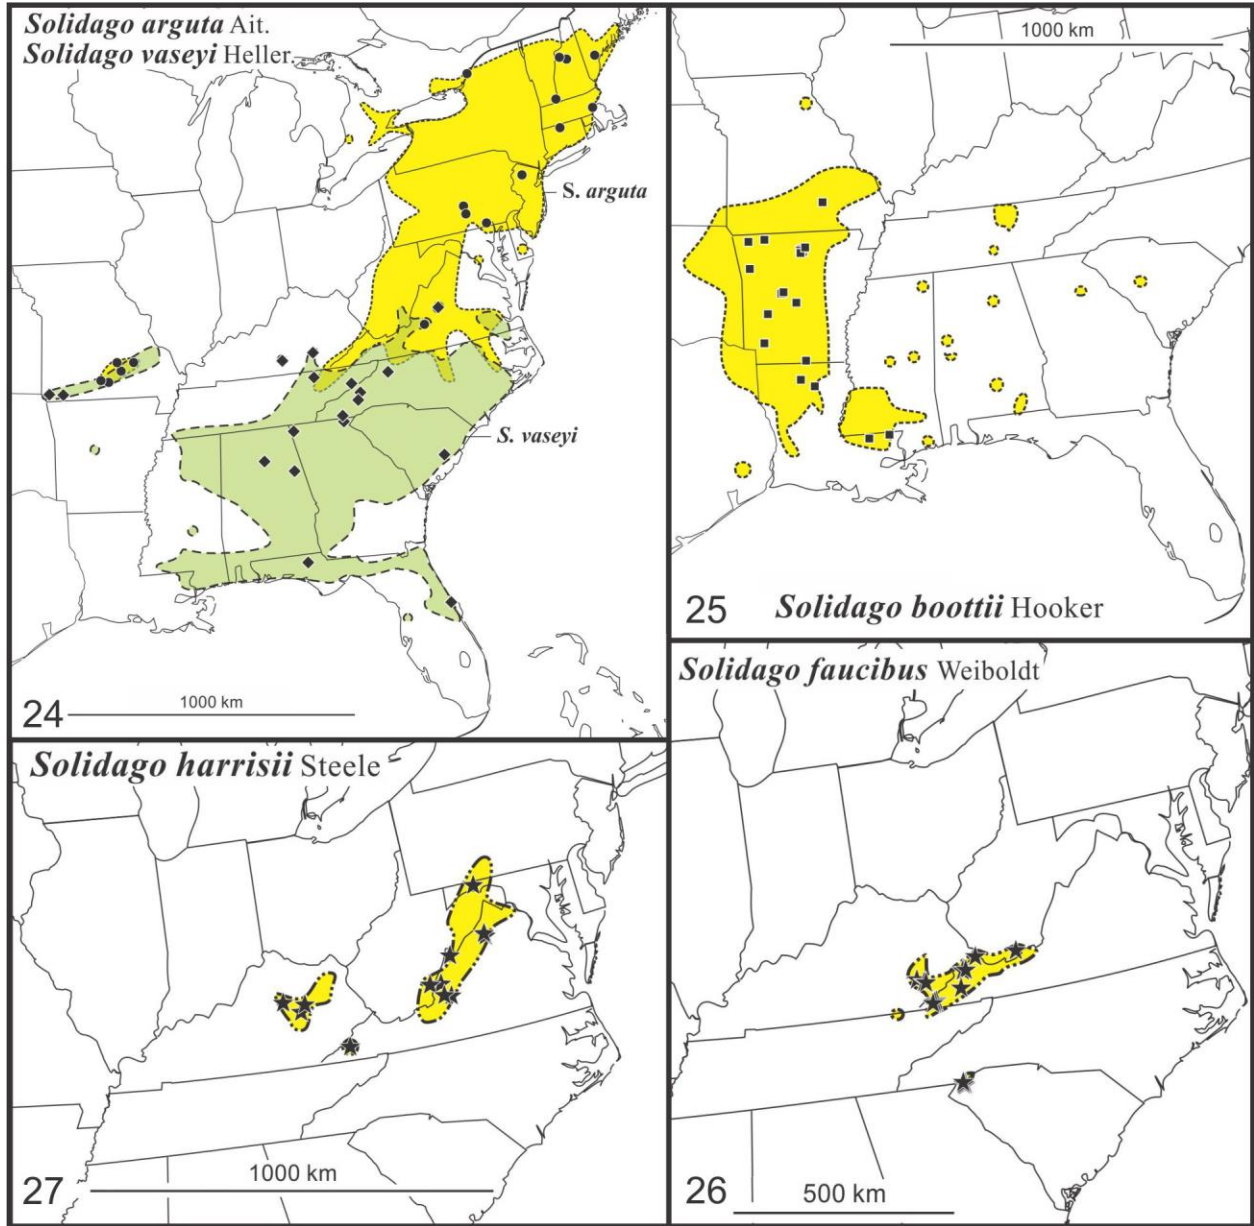 Solidago arguta Ait.
Solidago vaseyi Heller.
S. arguta
S. vaseyi
1000 km
24
1000 km
25
Solidago boottii Hooker
Solidago harrisii Steele
1000 km
27
Solidago faucibus Weiboldt
500 km
26